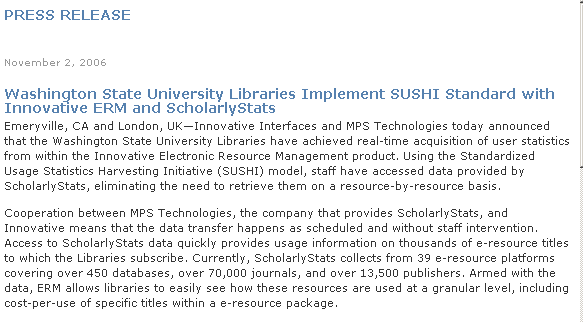 PRESS RELEASE
November 2, 2006
Washington State University Libraries Implement SUSHI Standard with
Innovative ERM and ScholarlyStats
Emeryville, CA and London, UK—Innovative Interfaces and MPS Technologies today announced
that the Washington State University Libraries have achieved real-time acquisition of user statistics
from within the Innovative Electronic Resource Management product. Using the Standardized
Usage Statistics Harvesting Initiative (SUSHI) model, staff have accessed data provided by
ScholarlyStats, eliminating the need to retrieve them on a resource-by-resource basis.
Cooperation between MPS Technologies, the company that provides ScholarlyStats, and
Innovative means that the data transfer happens as scheduled and without staff intervention.
Access to ScholarlyStats data quickly provides usage information on thousands of e-resource titles
to which the Libraries subscribe. Currently, ScholarlyStats collects from 39 e-resource platforms
covering over 450 databases, over 70,000 journals, and over 13,500 publishers. Armed with the
data, ERM allows libraries to easily see how these resources are used at a granular level, including
cost-per-use of specific titles within a e-resource package.